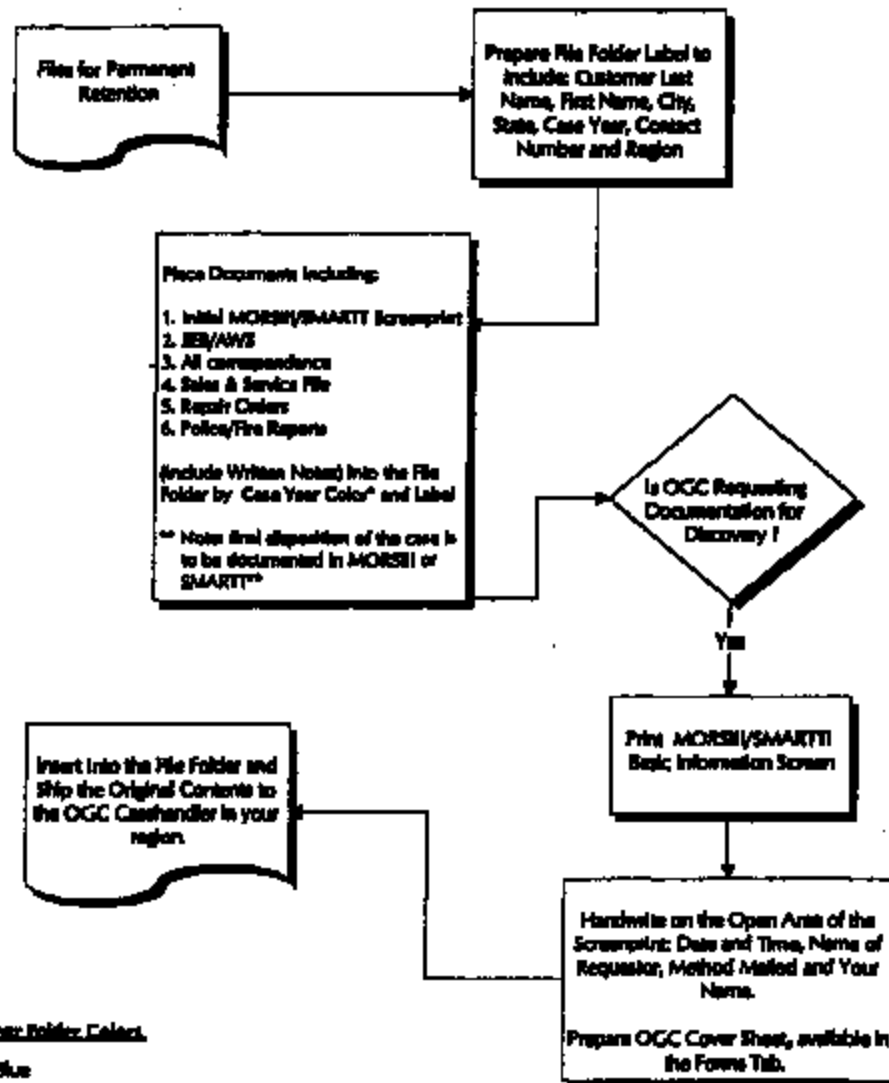 Files for Permanent
Retention
Prepare File Folder Label to
Include: Customer Last
Name, First Name, City,
State, Case Year, Contact
Number and Region
Place Documents Including:
1. Initial MORSIII/SMARTT Screenprint
2. /AWS
3. All correspondence
4. Sales & Service File
5. Repair Orders
6. Police/Fire Reports
(Include Written Notes) into the File
Folder by Case Year Color* and Label
** Note: final disposition of the case is
to be documented in MORSIII or
SMARTT**
Is OGC Requesting
Documentation for
Discovery ?
Yes
Print MORSIII/SMARTT
Basic Information Screen
Handwrite on the Open Area of the
Screenprint: Date and Time, Name of
Requestor, Method Mailed and Your
Name.
Prepare OGC Cover Sheet, available in
the Forms Tab.
Insert into the File Folder and
Ship the Original Contents to
the OGC Casehandler in your
region.
Folder Colors
Blue